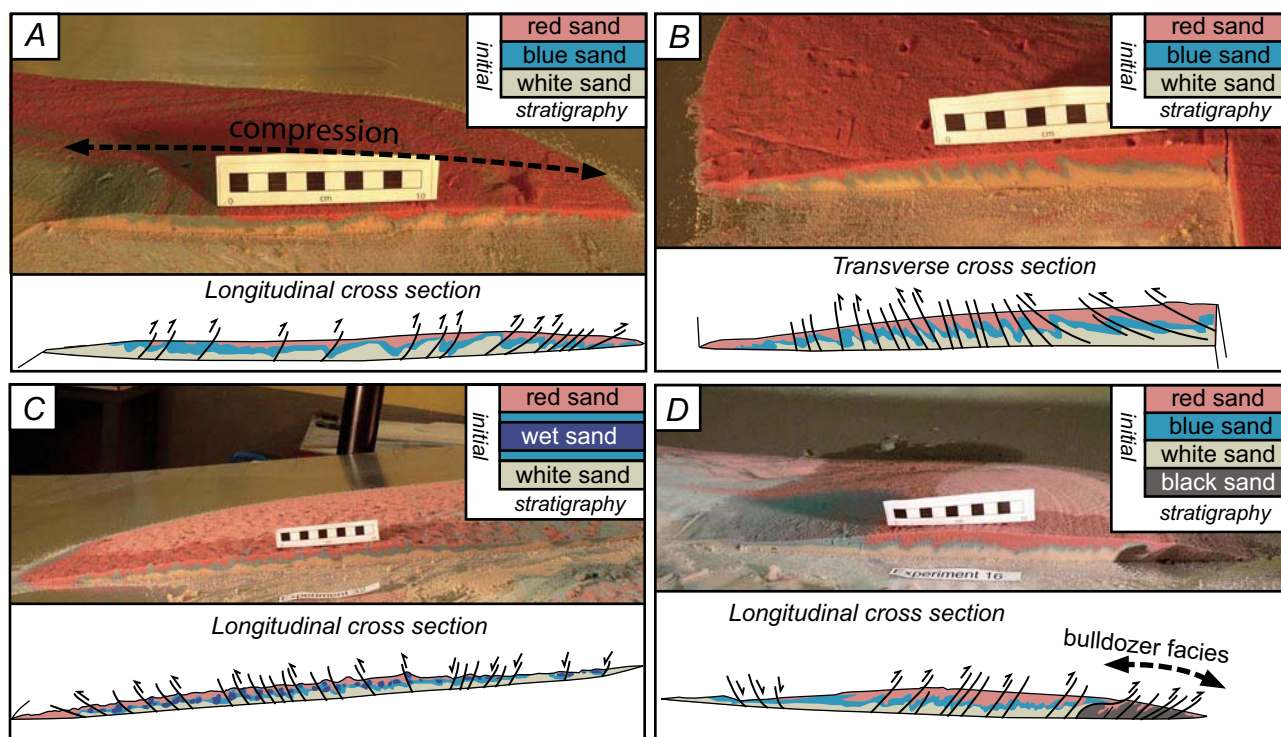 A
initial
red sand
blue sand
white sand
stratigraphy
compression
0
cm
10
Longitudinal cross section
B
initial
red sand
blue sand
white sand
stratigraphy
0
cm
Transverse cross section
C
initial
red sand
wet sand
white sand
stratigraphy
Longitudinal cross section
D
initial
red sand
blue sand
white sand
black sand
stratigraphy
Experiment 16
Longitudinal cross section
bulldozer facies